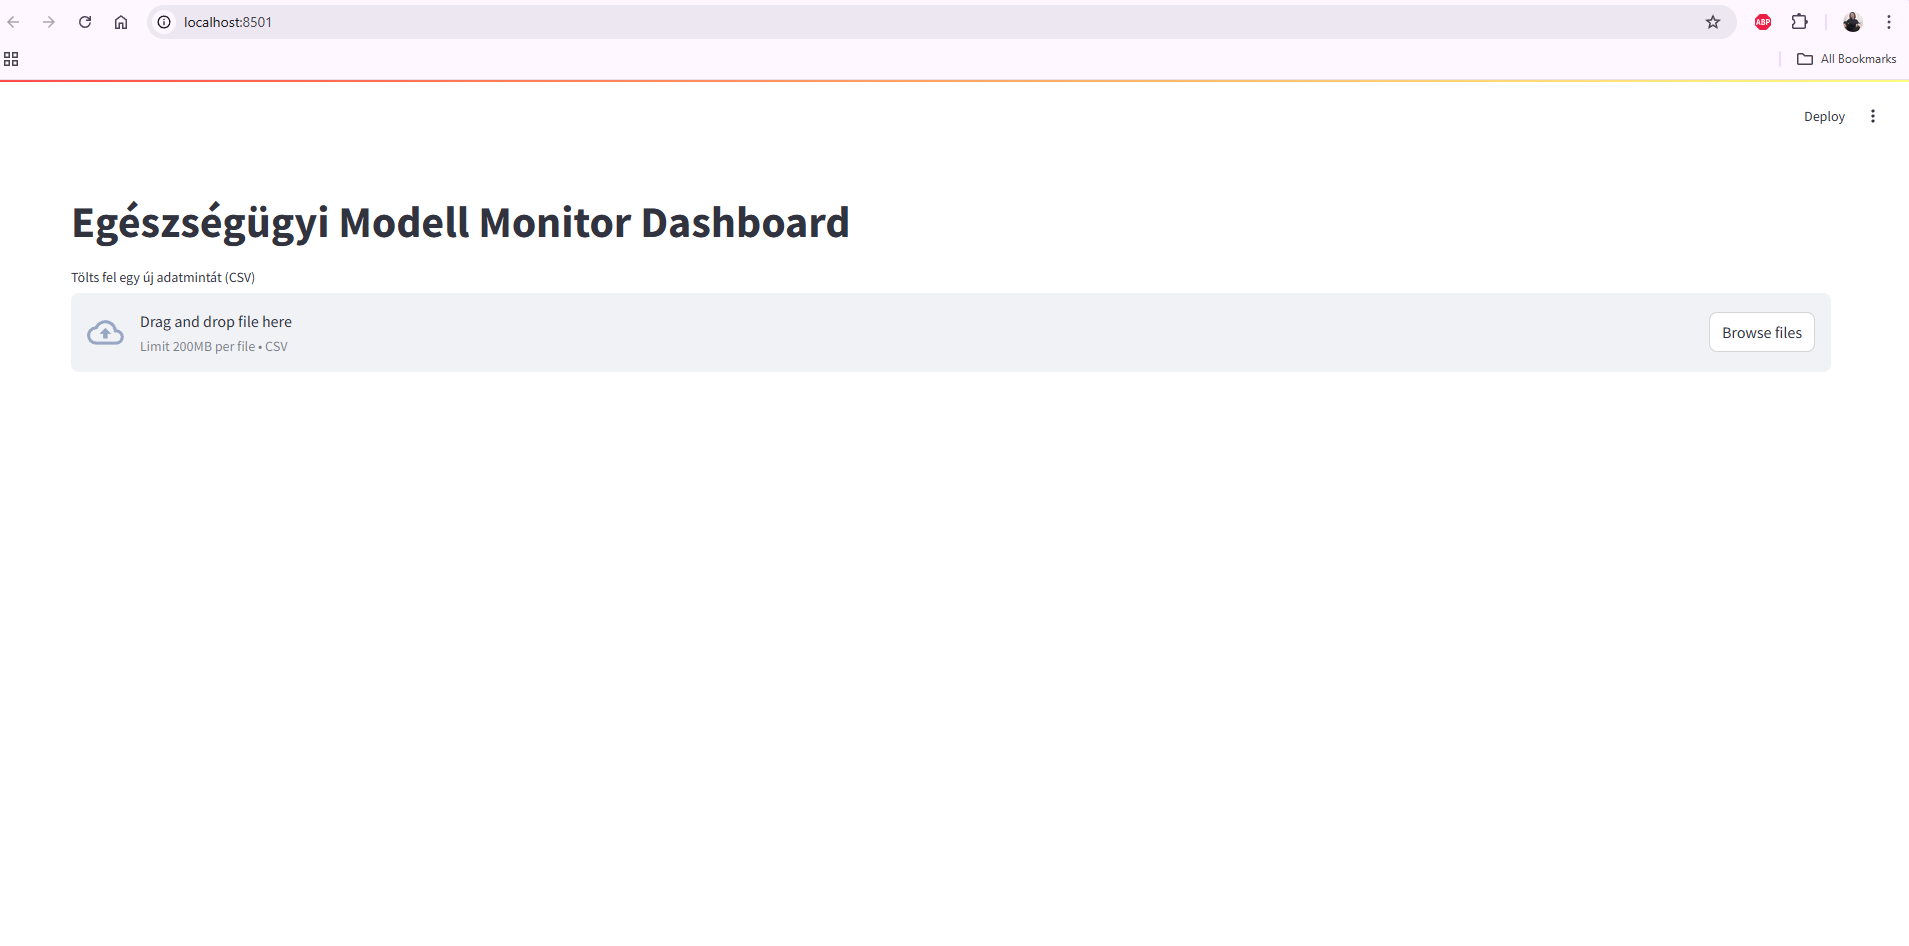 localhost:8501
ABP
All Bookmarks
Deploy
Egészségügyi Modell Monitor Dashboard
Tölts fel egy új adatmintát (CSV)
Drag and drop file here
Limit 200MB per file • CSV
Browse files